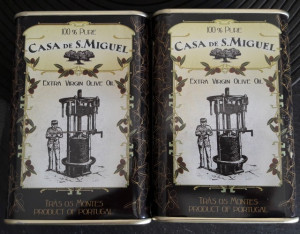 100% PURE
CASA DE S. MIGUEL
EXTRA VIRGIN OLIVE OIL
TRÁS OS MONTES
PRODUCT OF PORTUGAL
100% PURE
CASA DE S. MIGUEL
EXTRA VIRGIN OLIVE OIL
TRÁS OS MONTES
PRODUCT OF PORTUGAL